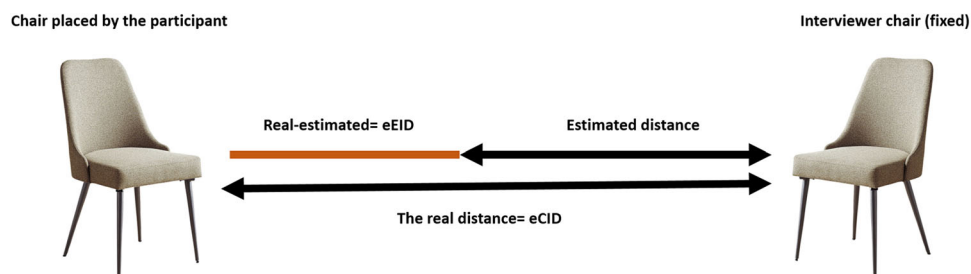 Chair placed by the participant
Interviewer chair (fixed)
Real-estimated= eEID
Estimated distance
The real distance= eCID